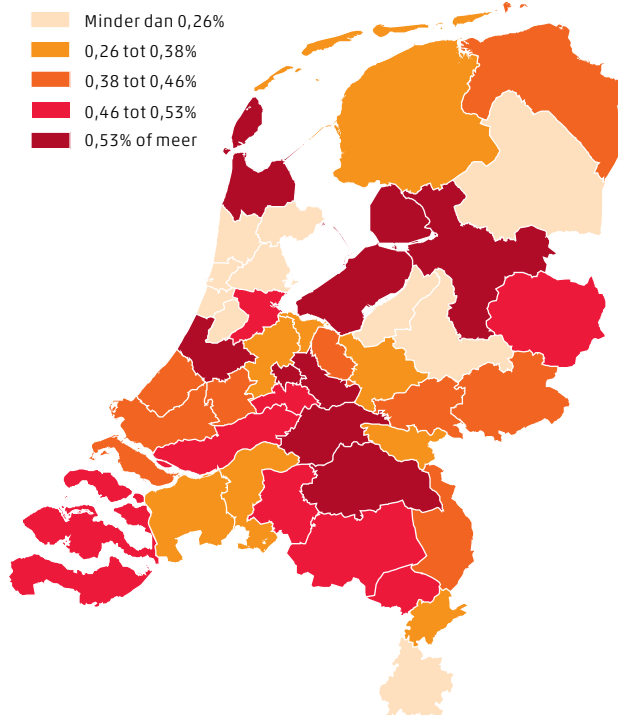 Minder dan 0,26%
0,26 tot 0,38%
0,38 tot 0,46%
0,46 tot 0,53%
0,53% of meer